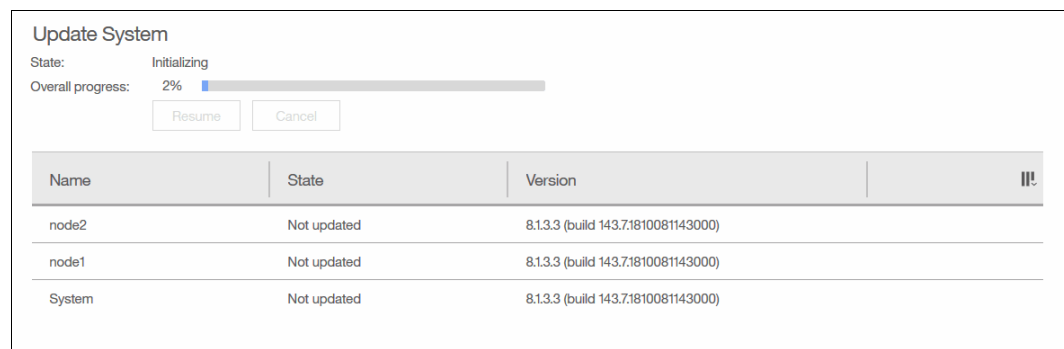 Update System
State: Initializing
Overall progress: 2%
Resume Cancel
Name State Version
node2 Not updated 8.1.3.3 (build 143.7.1810081143000)
node1 Not updated 8.1.3.3 (build 143.7.1810081143000)
System Not updated 8.1.3.3 (build 143.7.1810081143000)